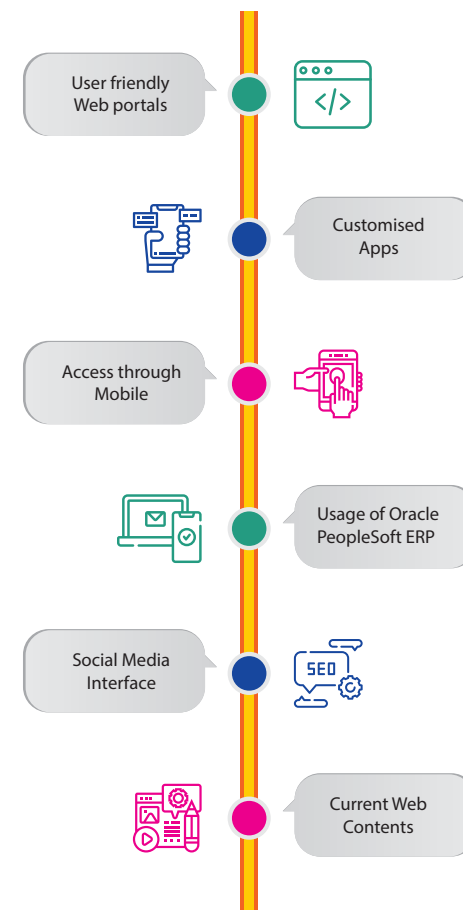 User friendly
Web portals
</>
Customised
Apps
Access through
Mobile
Usage of Oracle
PeopleSoft ERP
Social Media
Interface
SEO
Current Web
Contents